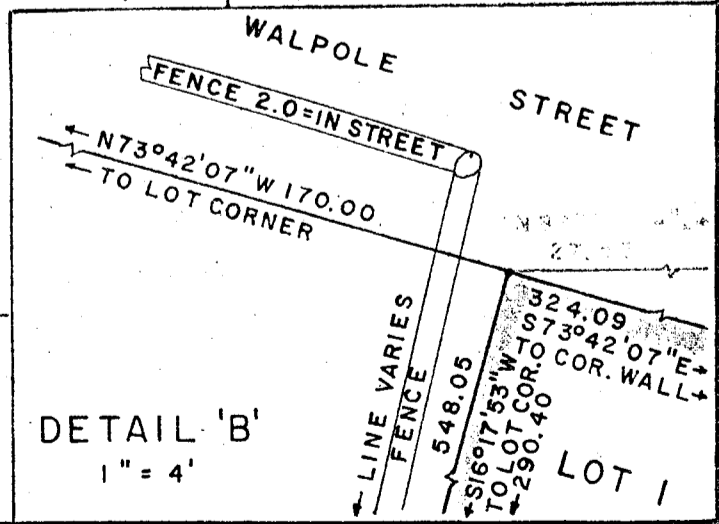 WALPOLE
STREET
FENCE 2.0=IN STREET
N73°42'07"W 170.00
TO LOT CORNER
324.09
S73°42'07"E
TO COR. WALL
LINE VARIES
FENCE
548.05
S16°17'53"W
TO LOT COR.
290.40
LOT 1
DETAIL 'B'
1" = 4'